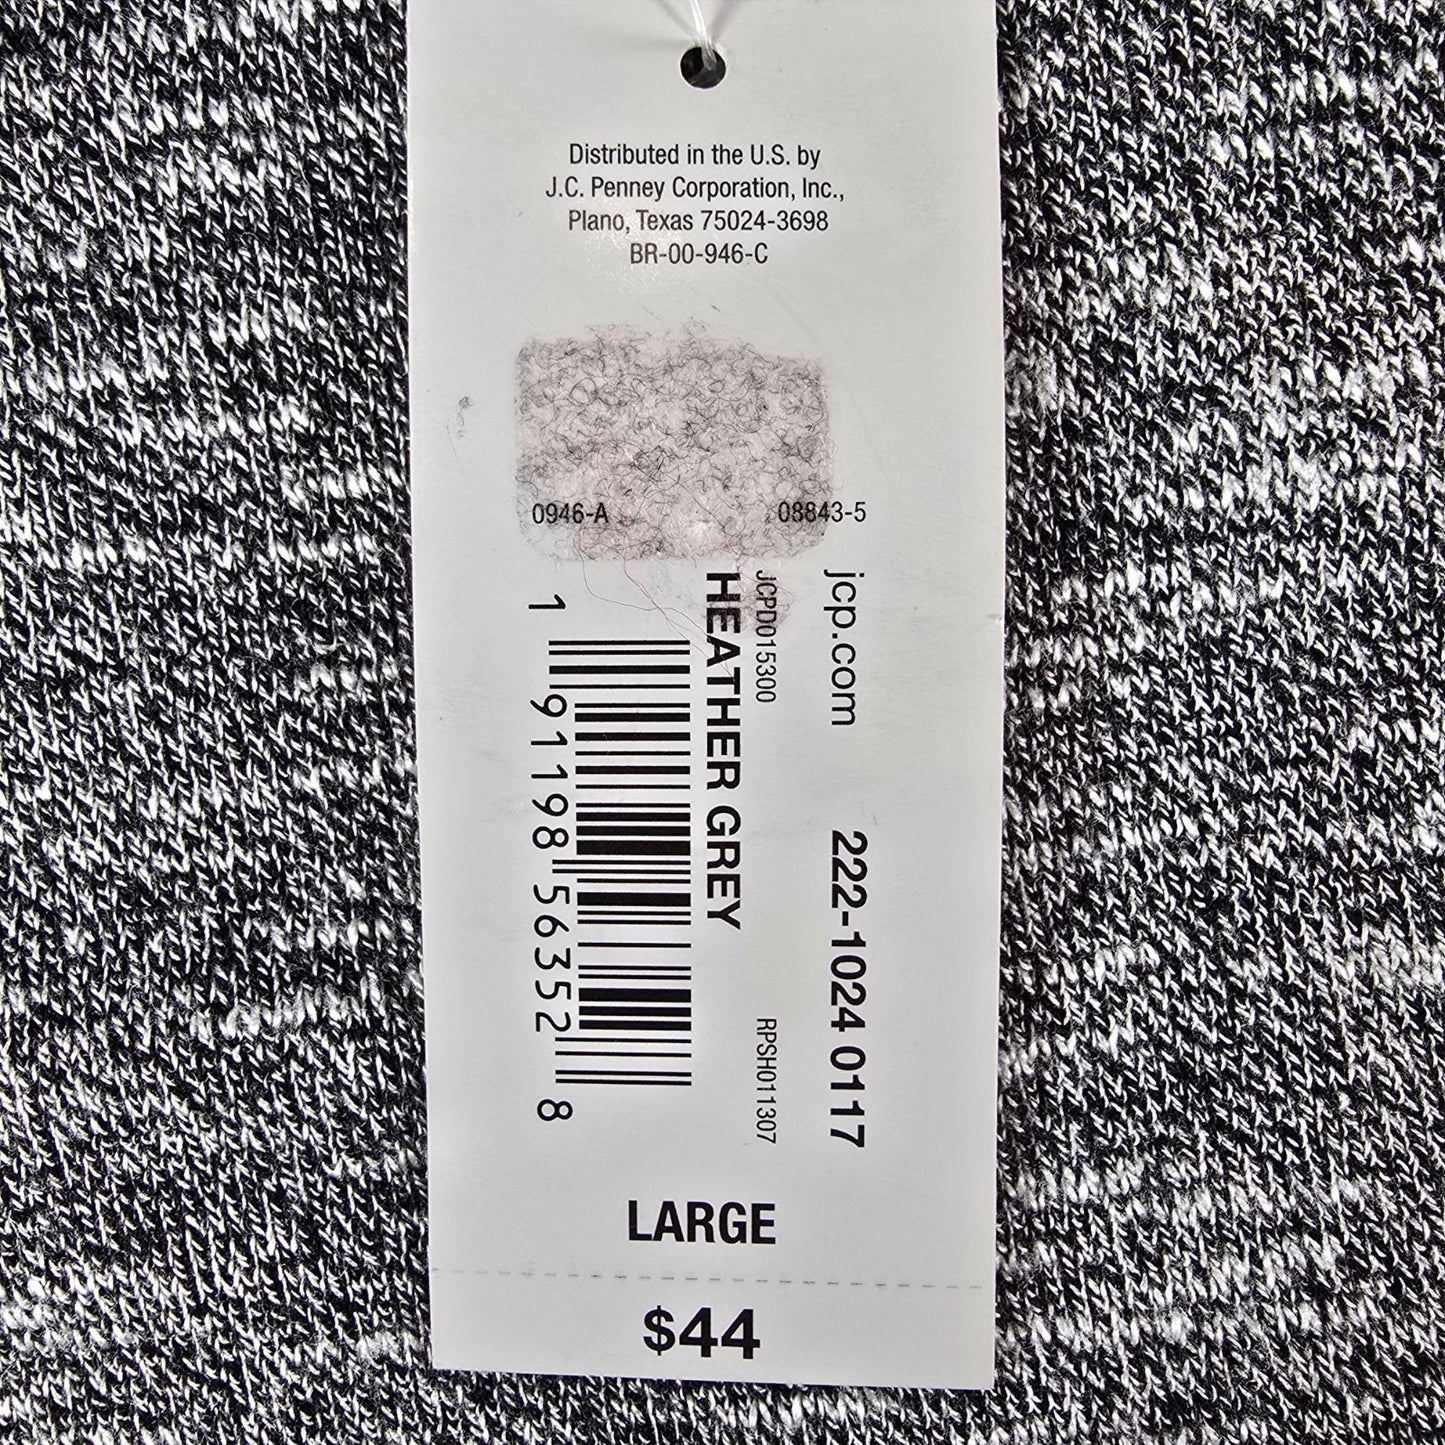 Distributed in the U.S. by
J.C. Penney Corporation, Inc.,
Plano, Texas 75024-3698
BR-00-946-C
0946-A 08843-5
jcp.com 222-1024 0117
JCPD015300 RPSH011307
HEATHER GREY
1 91198 56352 8
LARGE
$44